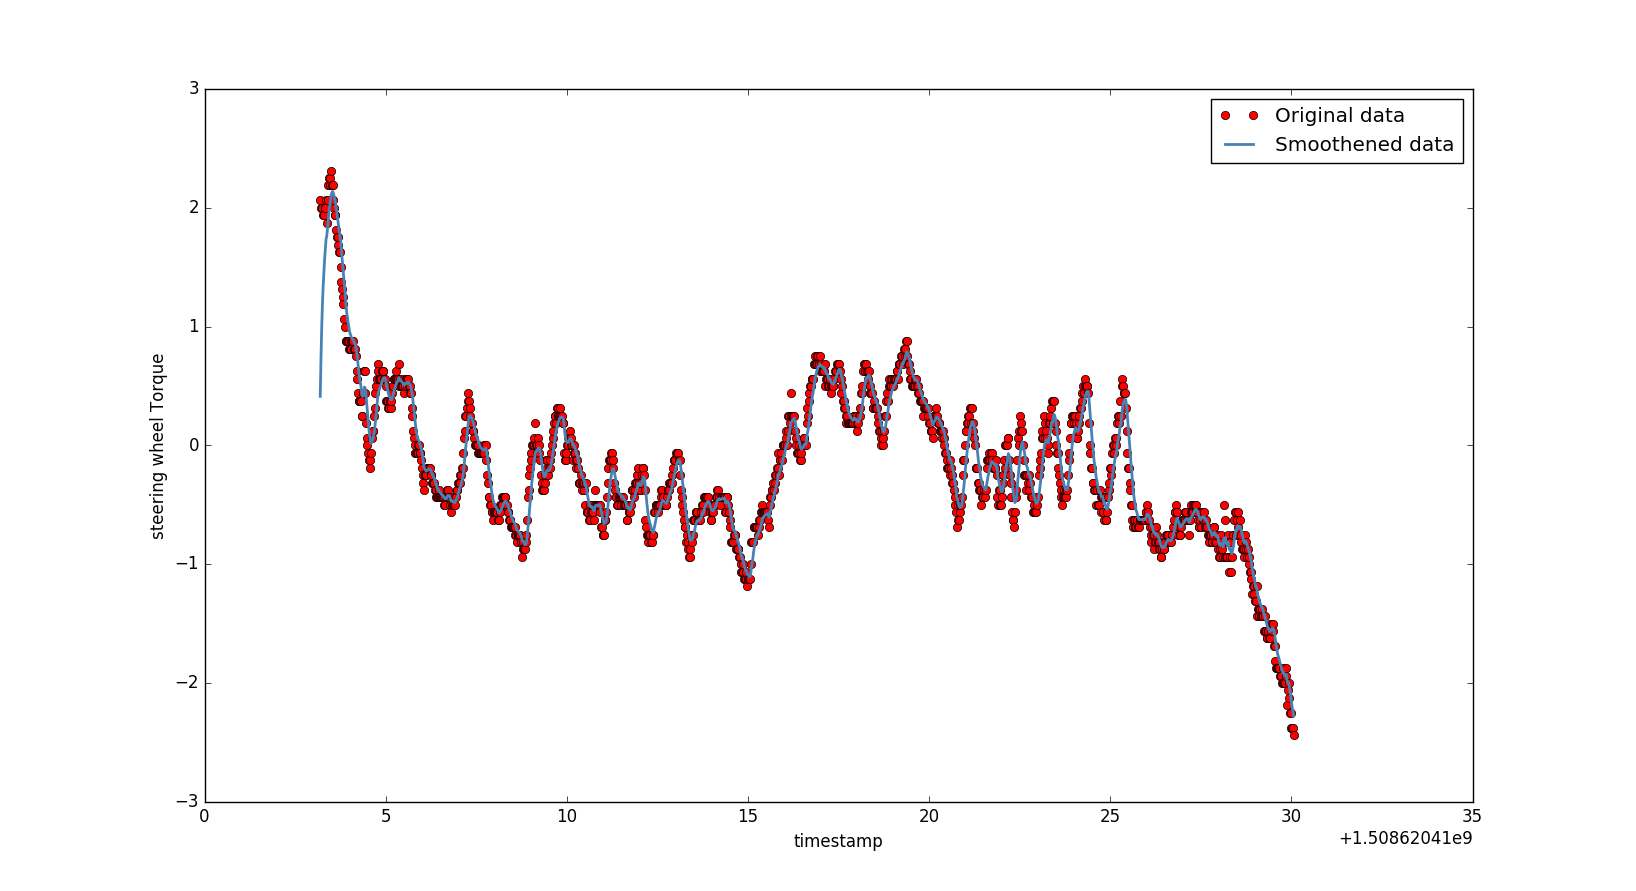 3
2
1
0
−1
−2
−3
steering wheel Torque
Original data
Smoothened data
0 5 10 15 20 25 30 35
timestamp
+1.50862041e9